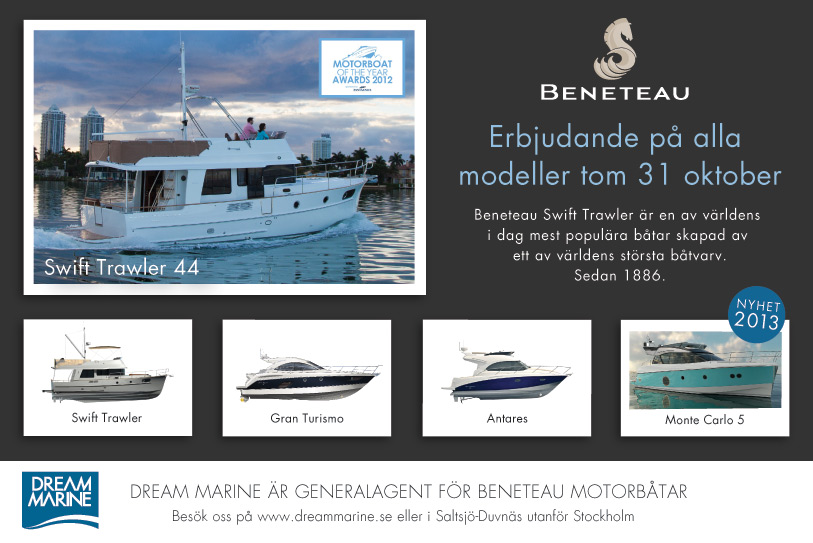 MOTORBOAT
OF THE YEAR
AWARDS 2012
Swift Trawler 44
BENETEAU
Erbjudande på alla
modeller tom 31 oktober
Beneteau Swift Trawler är en av världens
i dag mest populära båtar skapad av
ett av världens största båtvarv.
Sedan 1886.
NYHET
2013
Swift Trawler
Gran Turismo
Antares
Monte Carlo 5
DREAM
MARINE
DREAM MARINE ÄR GENERALAGENT FÖR BENETEAU MOTORBÅTAR
Besök oss på www.dreammarine.se eller i Saltsjö-Duvnäs utanför Stockholm